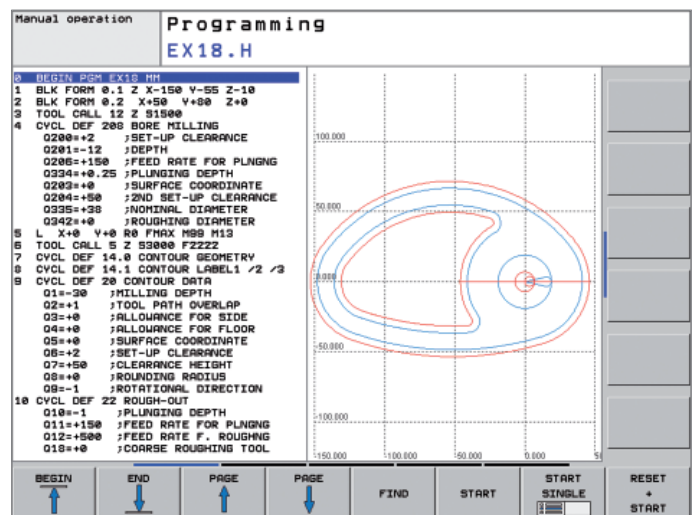 Manual operation
Programming
EX18.H
0 BEGIN PGM EX18 MM
1 BLK FORM 0.1 Z X-150 Y-55 Z-10
2 BLK FORM 0.2 X+50 Y+80 Z+0
3 TOOL CALL 12 Z S1500
4 CYCL DEF 208 BORE MILLING
Q200=+2 ;SET-UP CLEARANCE
Q201=-12 ;DEPTH
Q206=+150 ;FEED RATE FOR PLNGNG
Q334=+0.25 ;PLUNGING DEPTH
Q203=+0 ;SURFACE COORDINATE
Q204=+50 ;2ND SET-UP CLEARANCE
Q335=+38 ;NOMINAL DIAMETER
Q342=+0 ;ROUGHING DIAMETER
5 L X+0 Y+0 R0 FMAX M99 M13
6 TOOL CALL 5 Z S3000 F2222
7 CYCL DEF 14.0 CONTOUR GEOMETRY
8 CYCL DEF 14.1 CONTOUR LABEL1 /2 /3
9 CYCL DEF 20 CONTOUR DATA
Q1=-30 ;MILLING DEPTH
Q2=+1 ;TOOL PATH OVERLAP
Q3=+0 ;ALLOWANCE FOR SIDE
Q4=+0 ;ALLOWANCE FOR FLOOR
Q5=+0 ;SURFACE COORDINATE
Q6=+2 ;SET-UP CLEARANCE
Q7=+50 ;CLEARANCE HEIGHT
Q8=+0 ;ROUNDING RADIUS
Q9=-1 ;ROTATIONAL DIRECTION
10 CYCL DEF 22 ROUGH-OUT
Q10=-1 ;PLUNGING DEPTH
Q11=+150 ;FEED RATE FOR PLNGNG
Q12=+500 ;FEED RATE F. ROUGHNG
Q18=+0 ;COARSE ROUGHING TOOL
100.000
50.000
0.000
-50.000
-100.000
-150.000 -100.000 -50.000 0.000 5
BEGIN END PAGE PAGE FIND START START SINGLE RESET + START